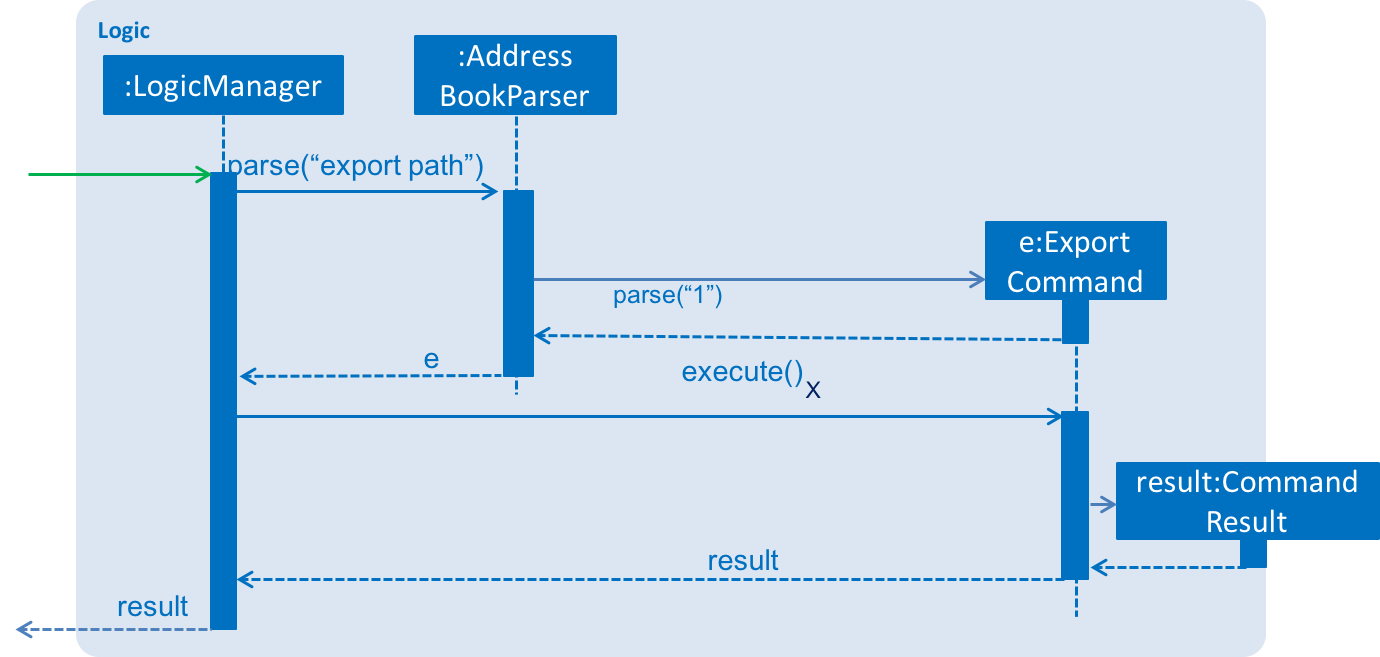 Logic
:LogicManager
:Address
BookParser
parse(“export path”)
e:Export
Command
parse(“1”)
e
execute()
X
result:Command
Result
result
result